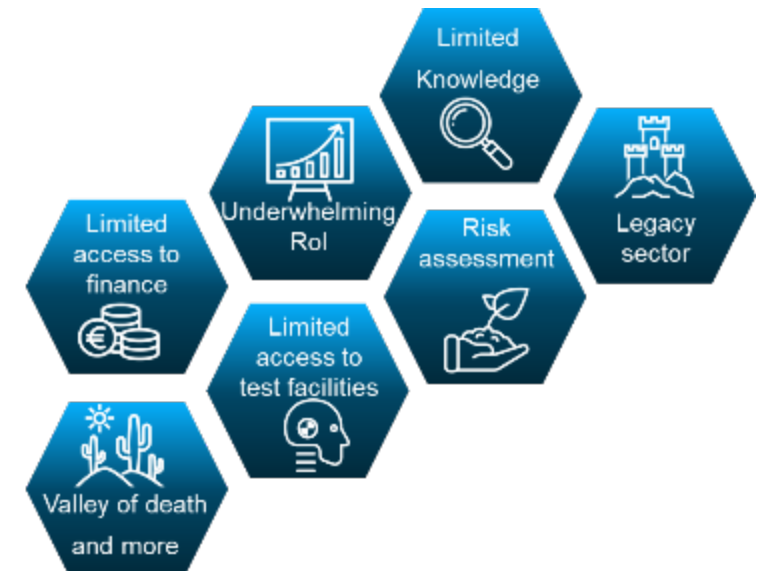 Limited
Knowledge
Underwhelming
RoI
Legacy
sector
Limited
access to
finance
Risk
assessment
Limited
access to
test facilities
Valley of death
and more